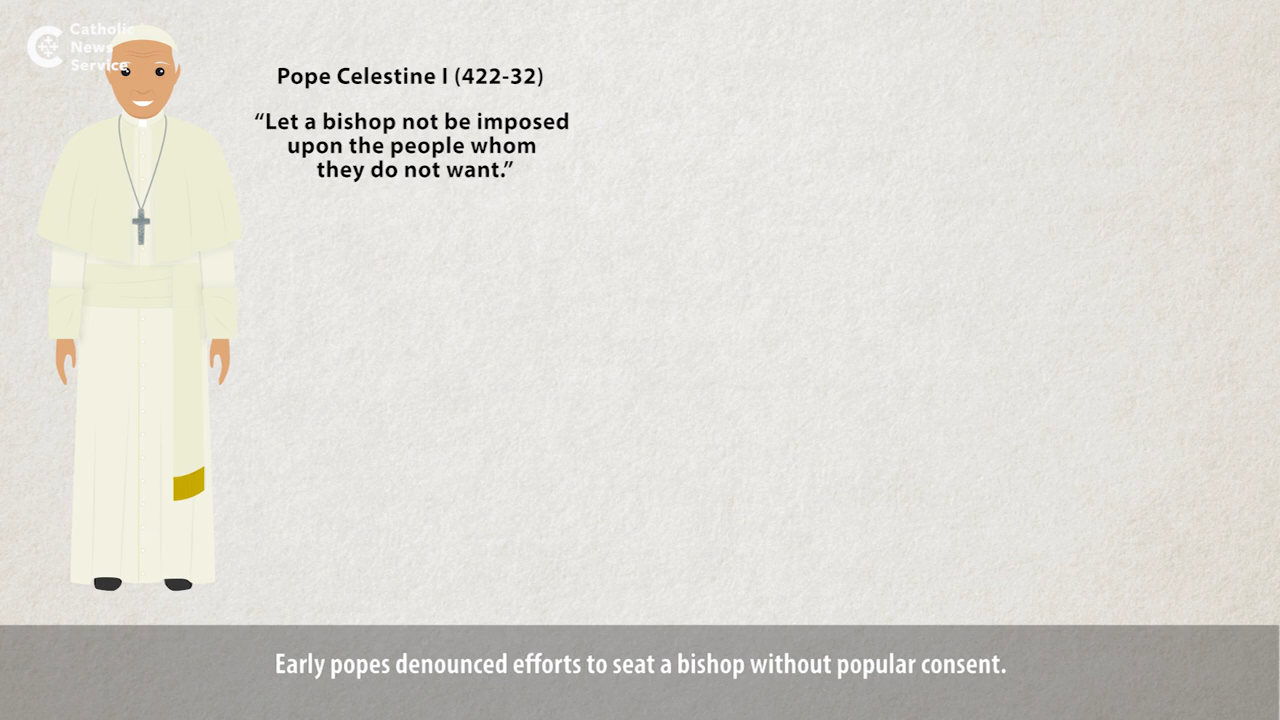 Catholic
News
Service
Pope Celestine I (422-32)
“Let a bishop not be imposed
upon the people whom
they do not want.”
Early popes denounced efforts to seat a bishop without popular consent.